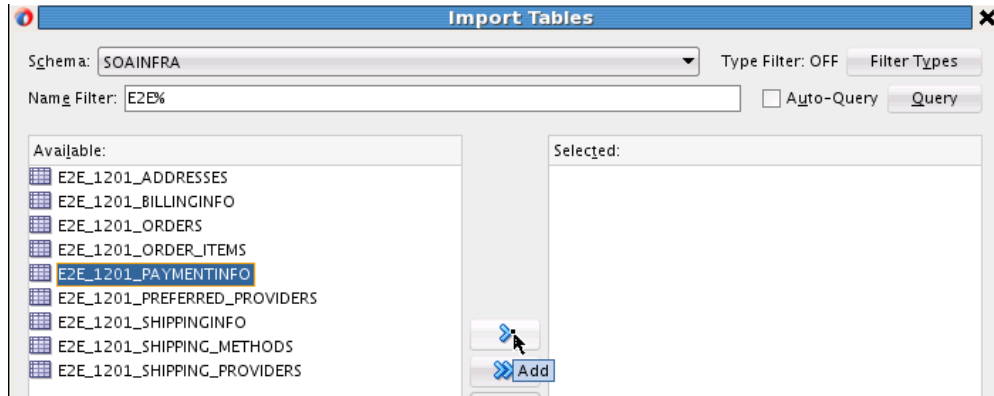 Import Tables
Schema: SOAINFRA Type Filter: OFF Filter Types
Name Filter: E2E% Auto-Query Query
Available: Selected:
E2E_1201_ADDRESSES
E2E_1201_BILLINGINFO
E2E_1201_ORDERS
E2E_1201_ORDER_ITEMS
E2E_1201_PAYMENTINFO
E2E_1201_PREFERRED_PROVIDERS
E2E_1201_SHIPPINGINFO
E2E_1201_SHIPPING_METHODS
E2E_1201_SHIPPING_PROVIDERS
Add